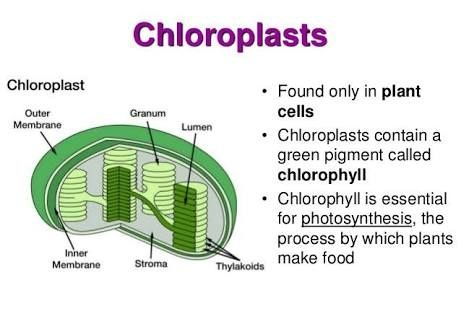 Chloroplasts
Chloroplast
Outer
Membrane
Granum
Lumen
Inner
Membrane
Stroma
Thylakoids
• Found only in plant
cells
• Chloroplasts contain a
green pigment called
chlorophyll
• Chlorophyll is essential
for photosynthesis, the
process by which plants
make food